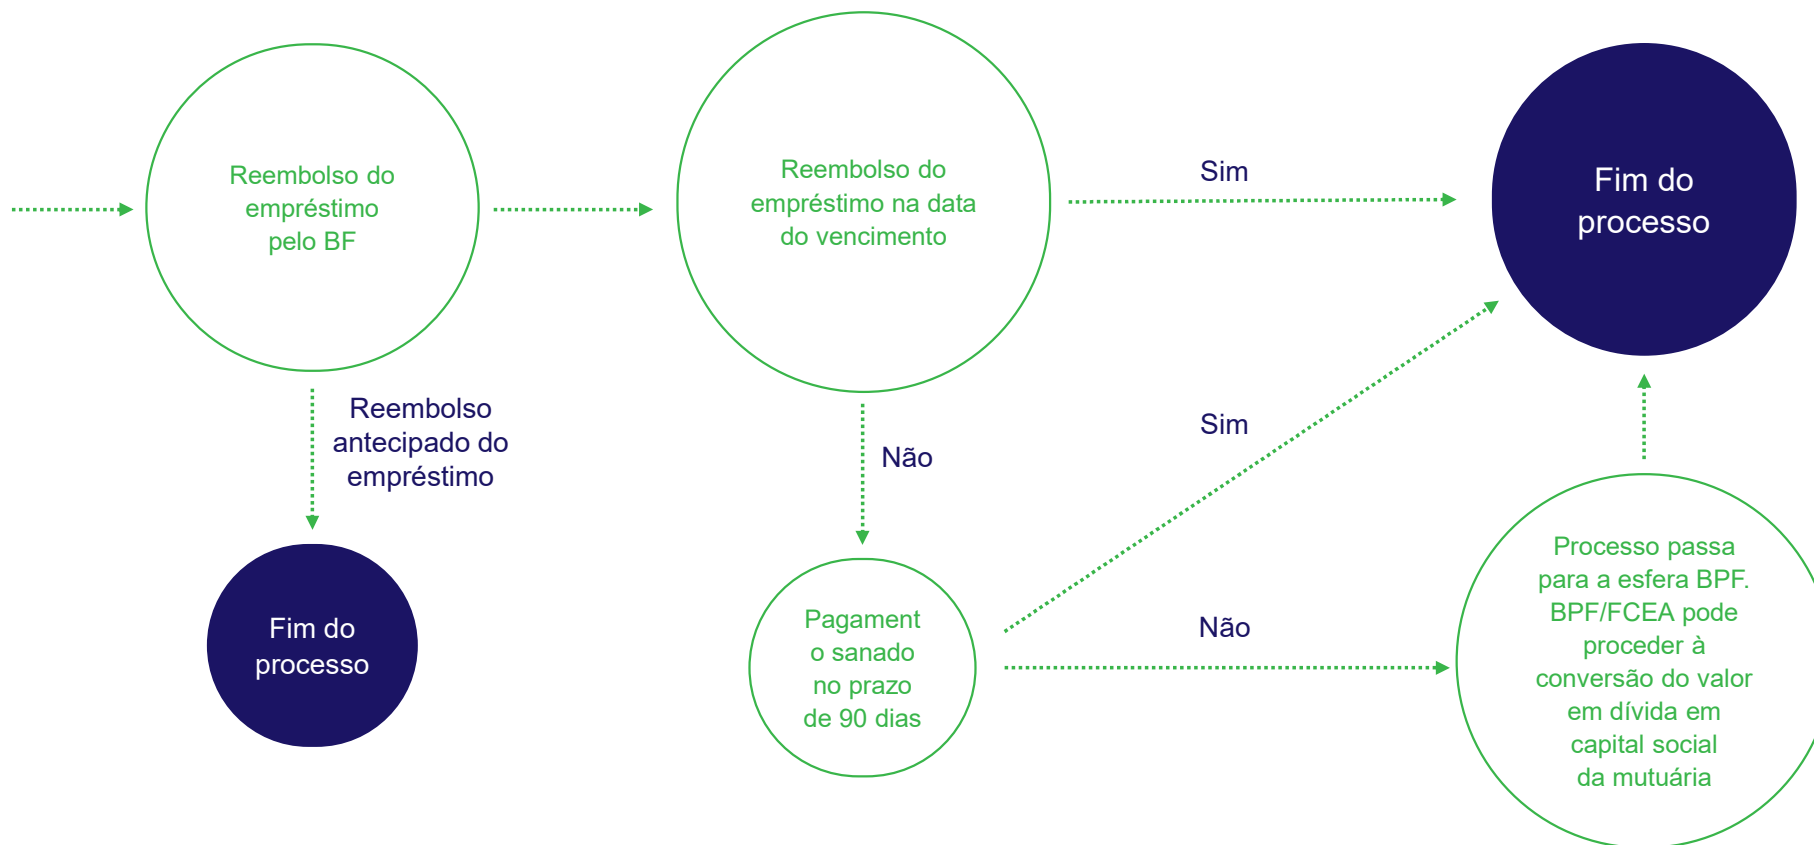 Reembolso do
empréstimo
pelo BF
Reembolso do
empréstimo na data
do vencimento
Sim
Fim do
processo
Reembolso
antecipado do
empréstimo
Não
Sim
Fim do
processo
Pagament
o sanado
no prazo
de 90 dias
Não
Processo passa
para a esfera BPF.
BPF/FCEA pode
proceder à
conversão do valor
em dívida em
capital social
da mutuária